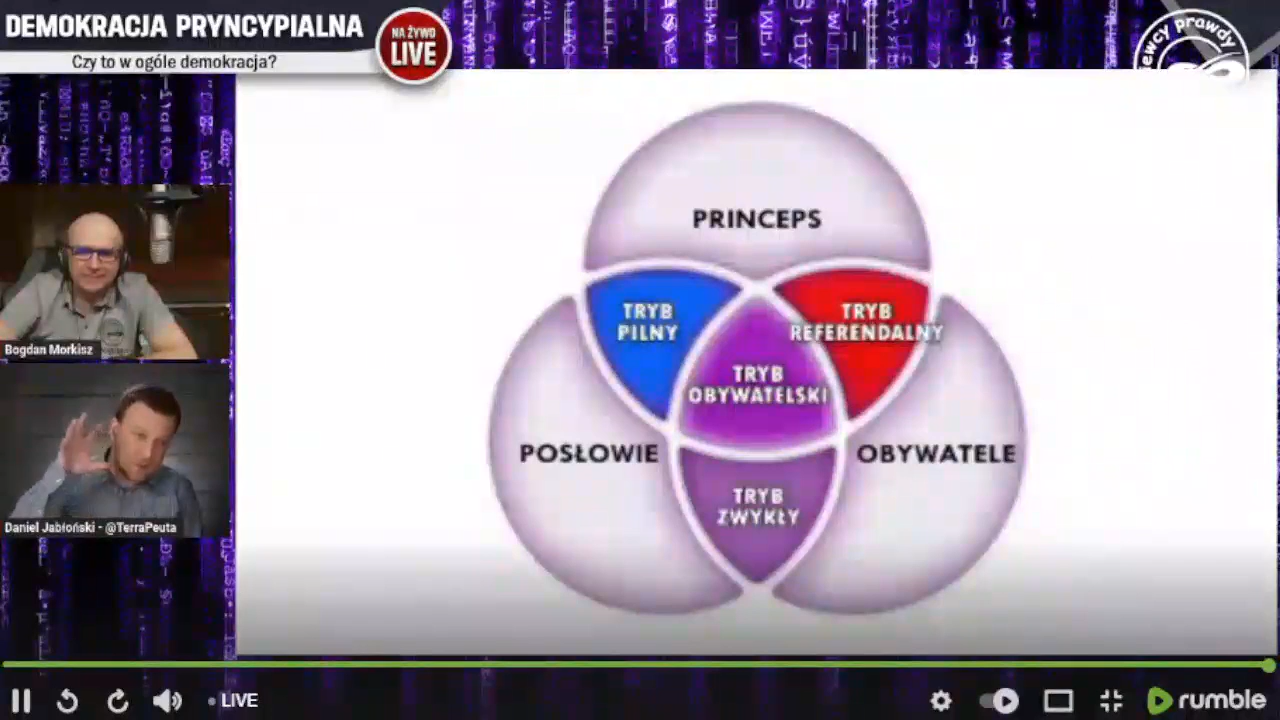 DEMOKRACJA PRYNCYPIALNA
Czy to w ogóle demokracja?
NA ŻYWO
LIVE
prawdy
PRINCEPS
TRYB
PILNY
TRYB
REFERENDALNY
TRYB
OBYWATELSKI
POSŁOWIE
OBYWATELE
TRYB
ZWYKŁY
Bogdan Morkisz
Daniel Jabłoński - @TerraPeuta
LIVE
rumble